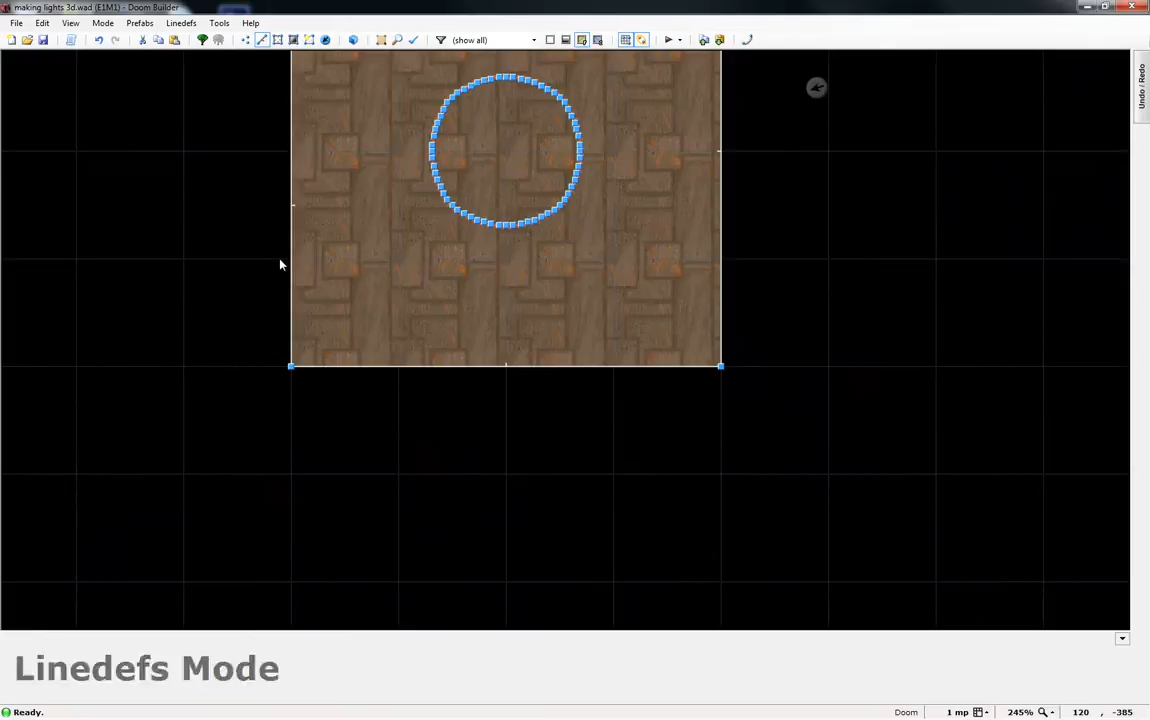 making lights 3d.wad (E1M1) - Doom Builder
File Edit View Mode Prefabs Linedefs Tools Help
(show all)
Undo / Redo
Linedefs Mode
Ready. Doom 1 mp 245% 120 , -385